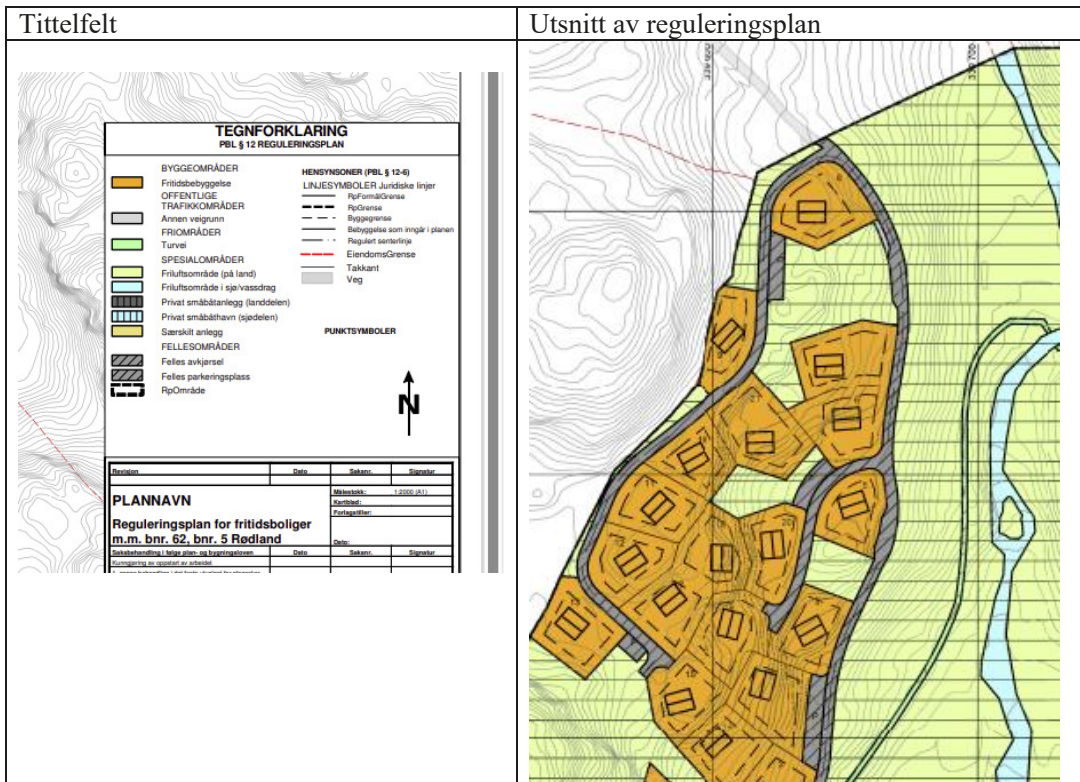 Tittelfelt
Utsnitt av reguleringsplan
TEGNFORKLARING
PBL § 12 REGULERINGSPLAN
BYGGEOMRÅDER
Fritidsbebyggelse
OFFENTLIGE
TRAFIKKOMRÅDER
Annen veigrunn
FRIOMRÅDER
Turvei
SPESIALOMRÅDER
Friluftsområde (på land)
Friluftsområde i sjø/vassdrag
Privat småbåtanlegg (landdelen)
Privat småbåthavn (sjødelen)
Særskilt anlegg
FELLESOMRÅDER
Felles avkjørsel
Felles parkeringsplass
RpOmråde
HENSYNSONER (PBL § 12-6)
LINJESYMBOLER Juridiske linjer
RpFormålGrense
RpGrense
Byggegrense
Bebyggelse som inngår i planen
Regulert senterlinje
EiendomsGrense
Takkant
Veg
PUNKTSYMBOLER
N
Revisjon Dato Saksnr. Signatur
PLANNAVN
Reguleringsplan for fritidsboliger
m.m. bnr. 62, bnr. 5 Rødland
Målestokk: 1:2000 (A1)
Kartblad:
Forslagstiller:
Dato:
Saksbehandling i følge plan- og bygningsloven Dato Saksnr. Signatur
Kunngjøring av oppstart av arbeidet